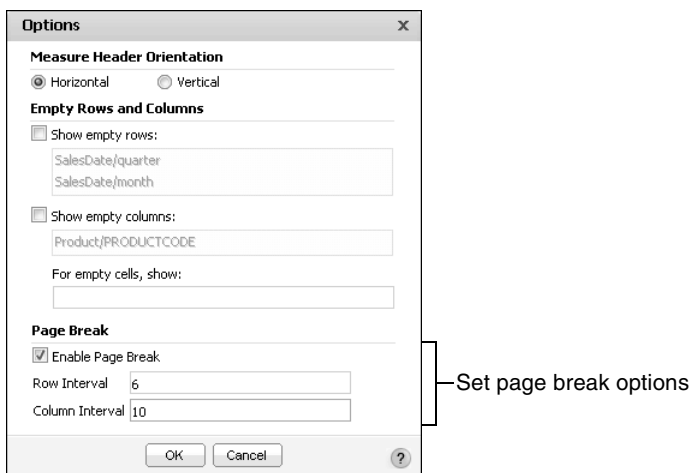 Options x
Measure Header Orientation
Horizontal Vertical
Empty Rows and Columns
Show empty rows:
SalesDate/quarter
SalesDate/month
Show empty columns:
Product/PRODUCTCODE
For empty cells, show:
Page Break
Enable Page Break
Row Interval 6
Column Interval 10
Set page break options
OK Cancel ?